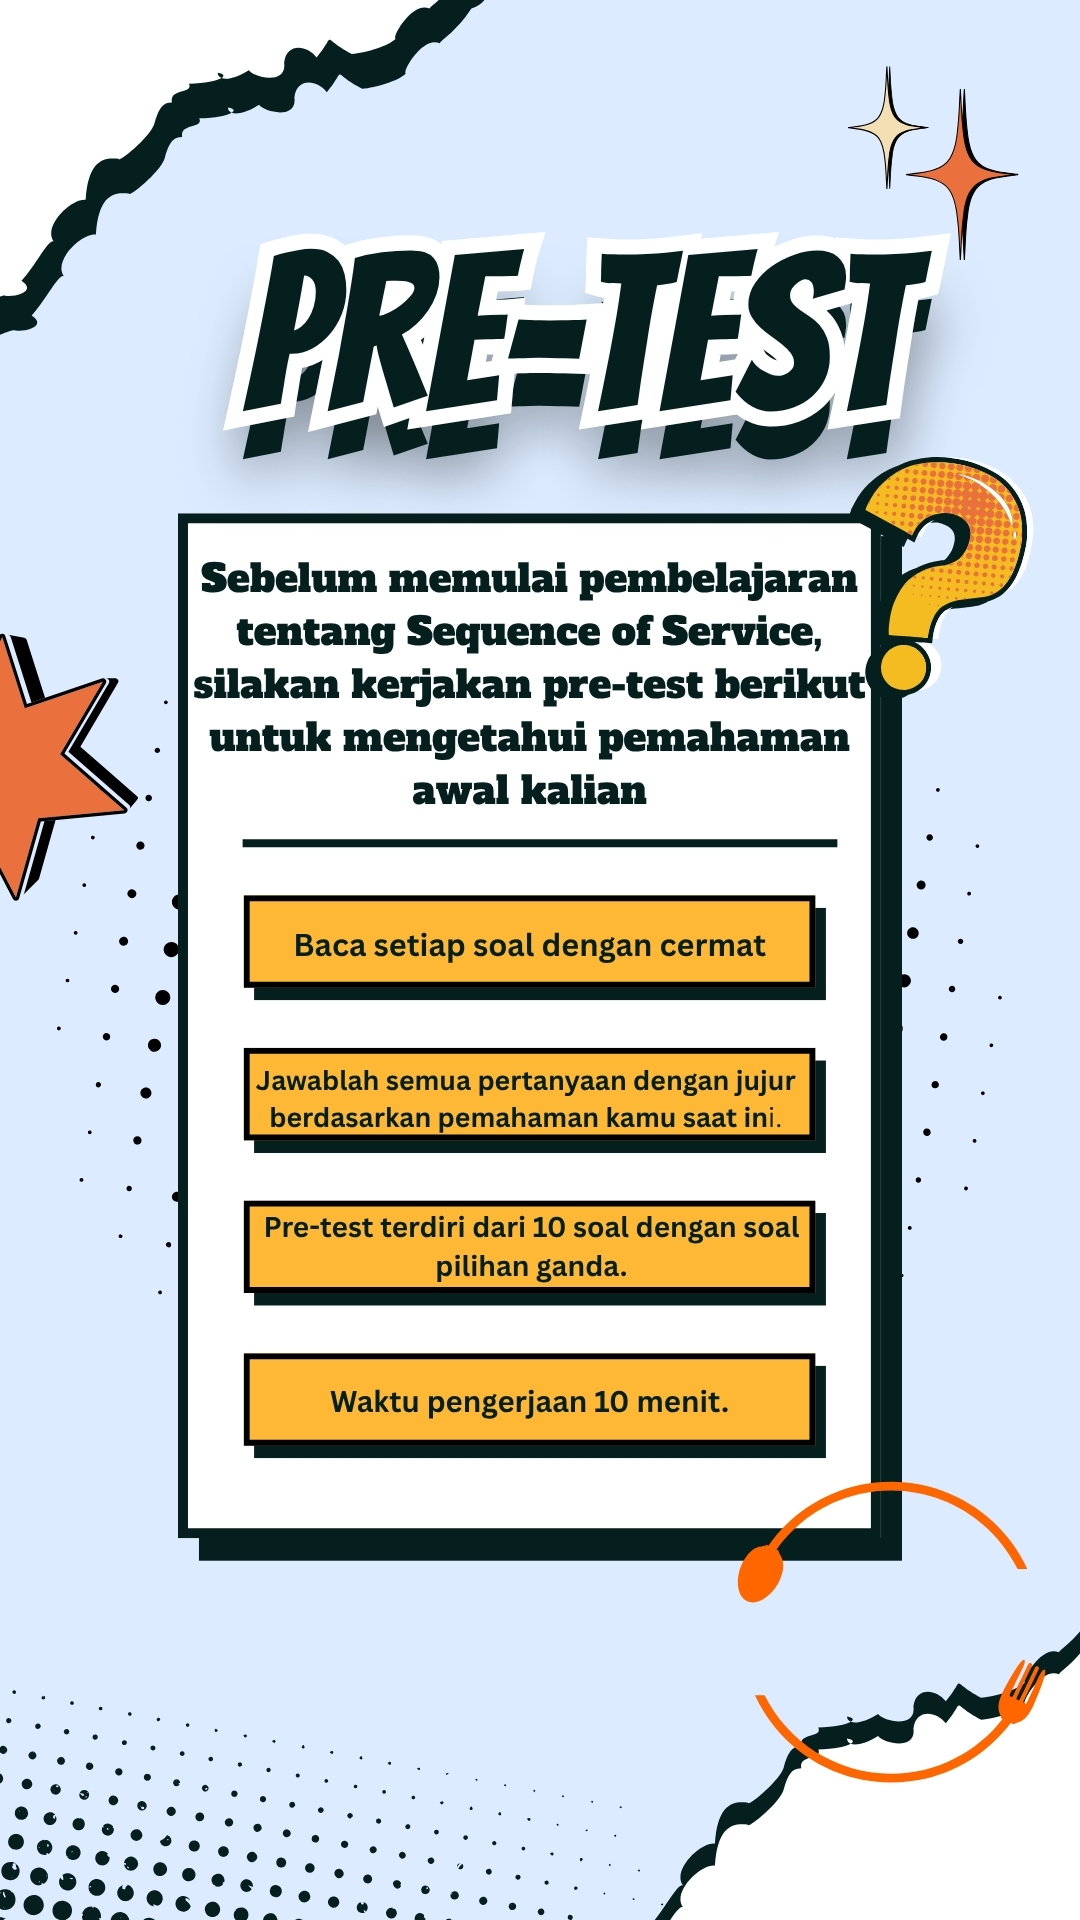 PRE-TEST
Sebelum memulai pembelajaran
tentang Sequence of Service,
silakan kerjakan pre-test berikut
untuk mengetahui pemahaman
awal kalian
Baca setiap soal dengan cermat
Jawablah semua pertanyaan dengan jujur
berdasarkan pemahaman kamu saat ini.
Pre-test terdiri dari 10 soal dengan soal
pilihan ganda.
Waktu pengerjaan 10 menit.